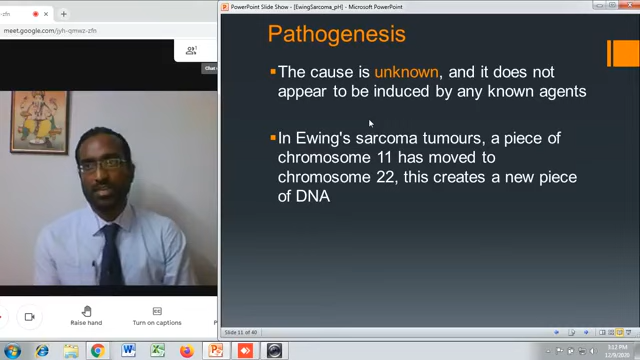 PowerPoint Slide Show - [EwingSarcoma_pH] - Microsoft PowerPoint
meet.google.com/jyh-qmwz-zfn
Pathogenesis
The cause is unknown, and it does not
appear to be induced by any known agents
In Ewing's sarcoma tumours, a piece of
chromosome 11 has moved to
chromosome 22, this creates a new piece
of DNA
Raise hand
Turn on captions
Slide 11 of 40
3:12 PM
12/9/2020